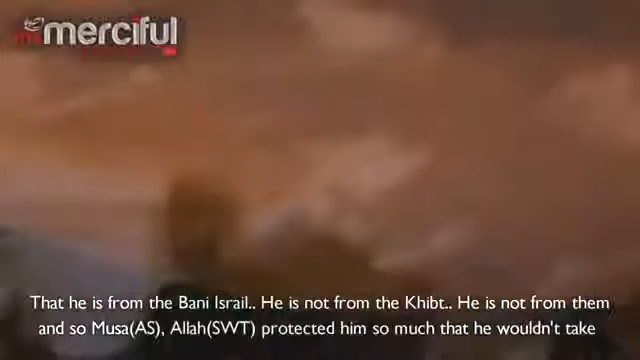 the merciful
That he is from the Bani Israil.. He is not from the Khibt.. He is not from them
and so Musa(AS), Allah(SWT) protected him so much that he wouldn't take